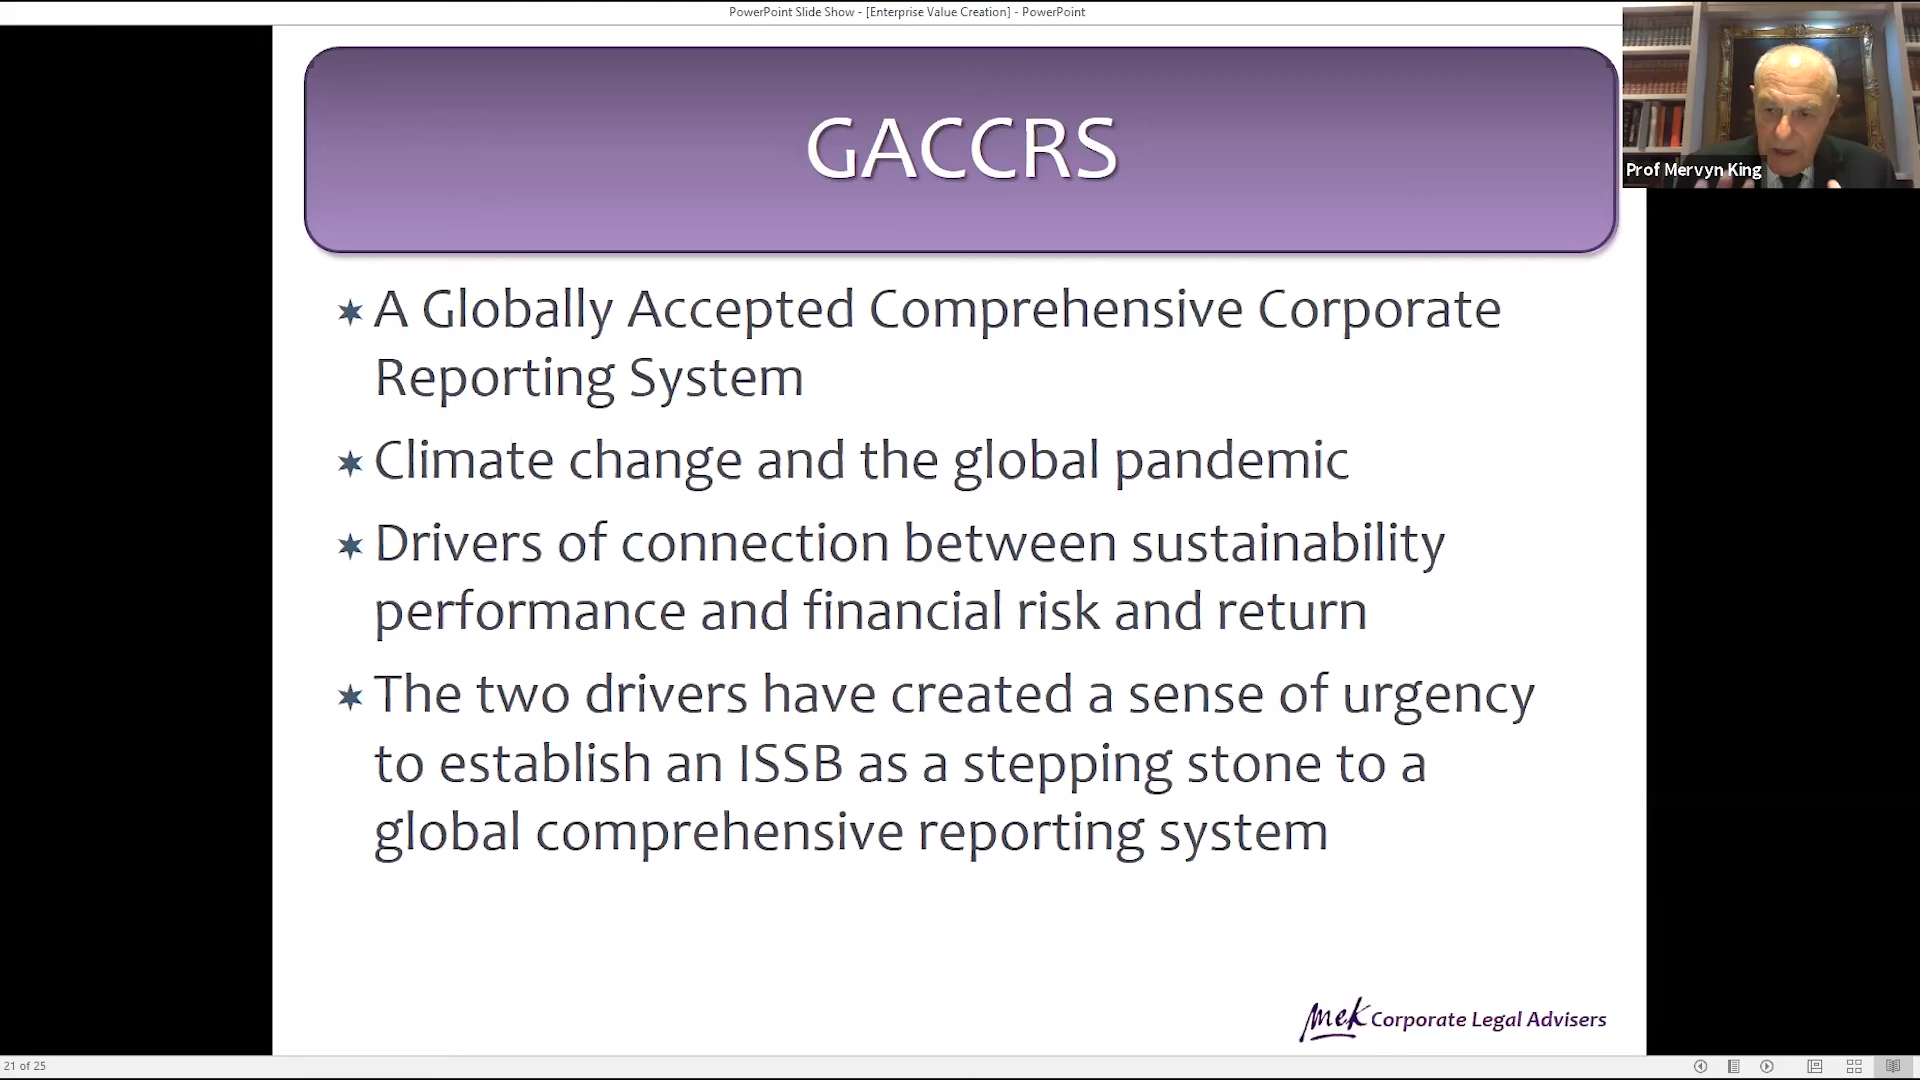 PowerPoint Slide Show - [Enterprise Value Creation] - PowerPoint
GACCRS
Prof Mervyn King
A Globally Accepted Comprehensive Corporate
Reporting System
Climate change and the global pandemic
Drivers of connection between sustainability
performance and financial risk and return
The two drivers have created a sense of urgency
to establish an ISSB as a stepping stone to a
global comprehensive reporting system
mek Corporate Legal Advisers
21 of 25